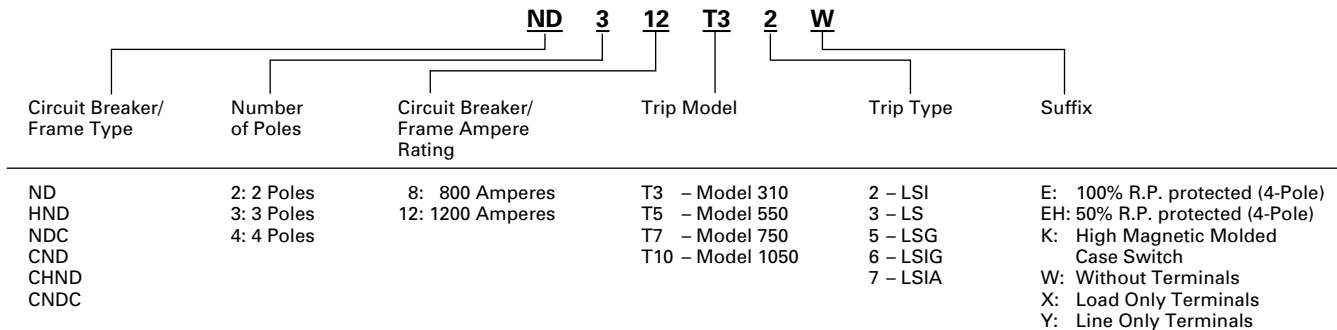 ND 3 12 T3 2 W
Circuit Breaker/ Number Circuit Breaker/ Trip Model Trip Type Suffix
Frame Type of Poles Frame Ampere
Rating
ND 2: 2 Poles 8: 800 Amperes T3 – Model 310 2 – LSI E: 100% R.P. protected (4-Pole)
HND 3: 3 Poles 12: 1200 Amperes T5 – Model 550 3 – LS EH: 50% R.P. protected (4-Pole)
NDC 4: 4 Poles T7 – Model 750 5 – LSG K: High Magnetic Molded
CND T10 – Model 1050 6 – LSIG Case Switch
CHND 7 – LSIA W: Without Terminals
CNDC X: Load Only Terminals
Y: Line Only Terminals